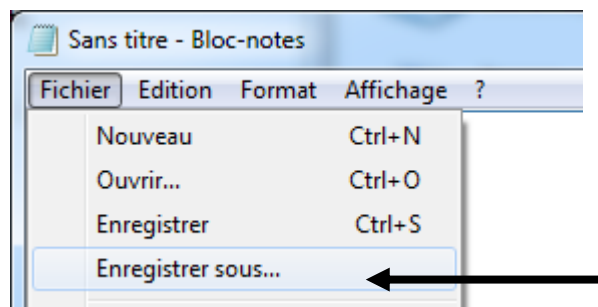 Sans titre - Bloc-notes
Fichier Edition Format Affichage ?
Nouveau Ctrl+N
Ouvrir... Ctrl+O
Enregistrer Ctrl+S
Enregistrer sous...